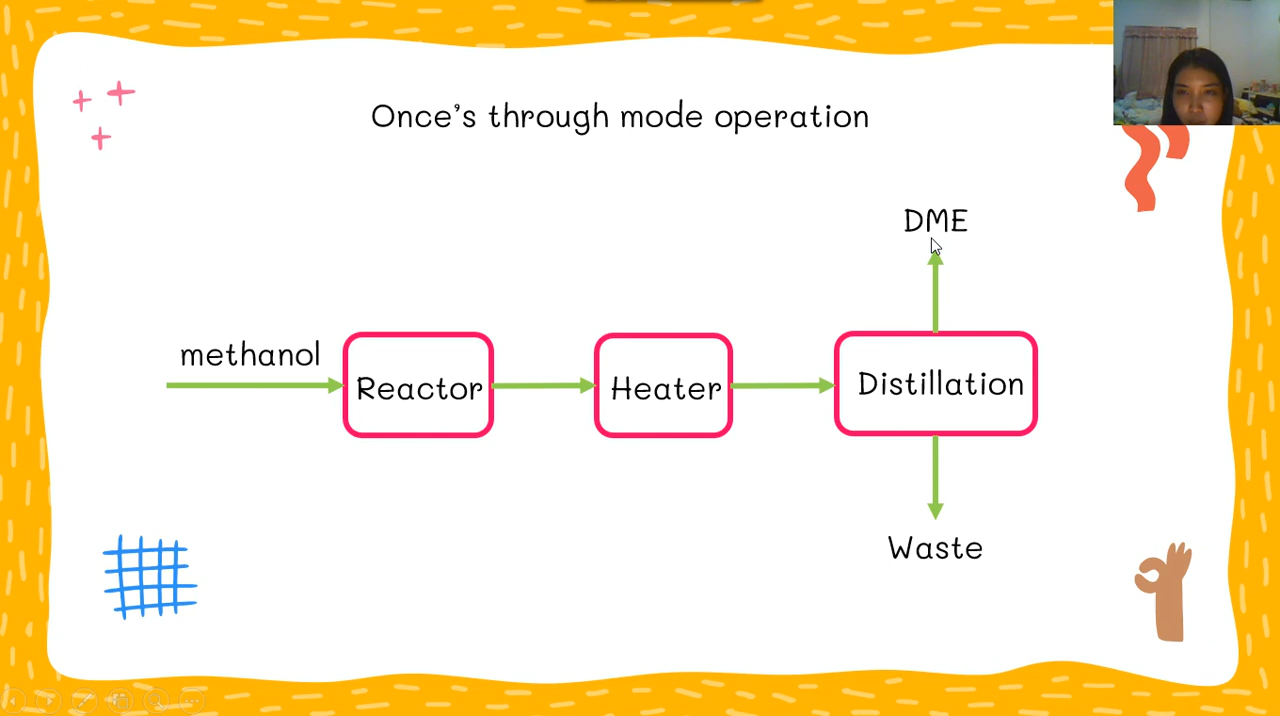 Once's through mode operation
DME
methanol
Reactor
Heater
Distillation
Waste